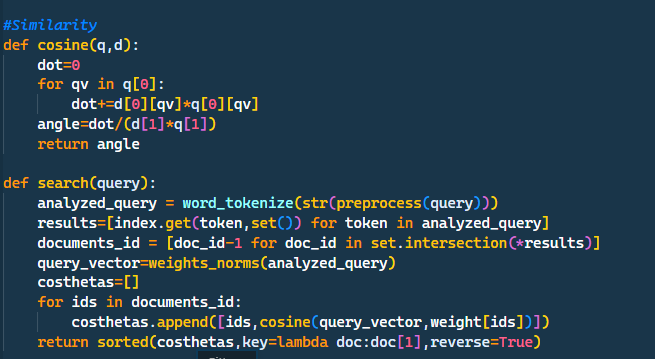 #Similarity
def cosine(q,d):
    dot=0
    for qv in q[0]:
        dot+=d[0][qv]*q[0][qv]
    angle=dot/(d[1]*q[1])
    return angle

def search(query):
    analyzed_query = word_tokenize(str(preprocess(query)))
    results=[index.get(token,set()) for token in analyzed_query]
    documents_id = [doc_id-1 for doc_id in set.intersection(*results)]
    query_vector=weights_norms(analyzed_query)
    costhetas=[]
    for ids in documents_id:
        costhetas.append([ids,cosine(query_vector,weight[ids])])
    return sorted(costhetas,key=lambda doc:doc[1],reverse=True)